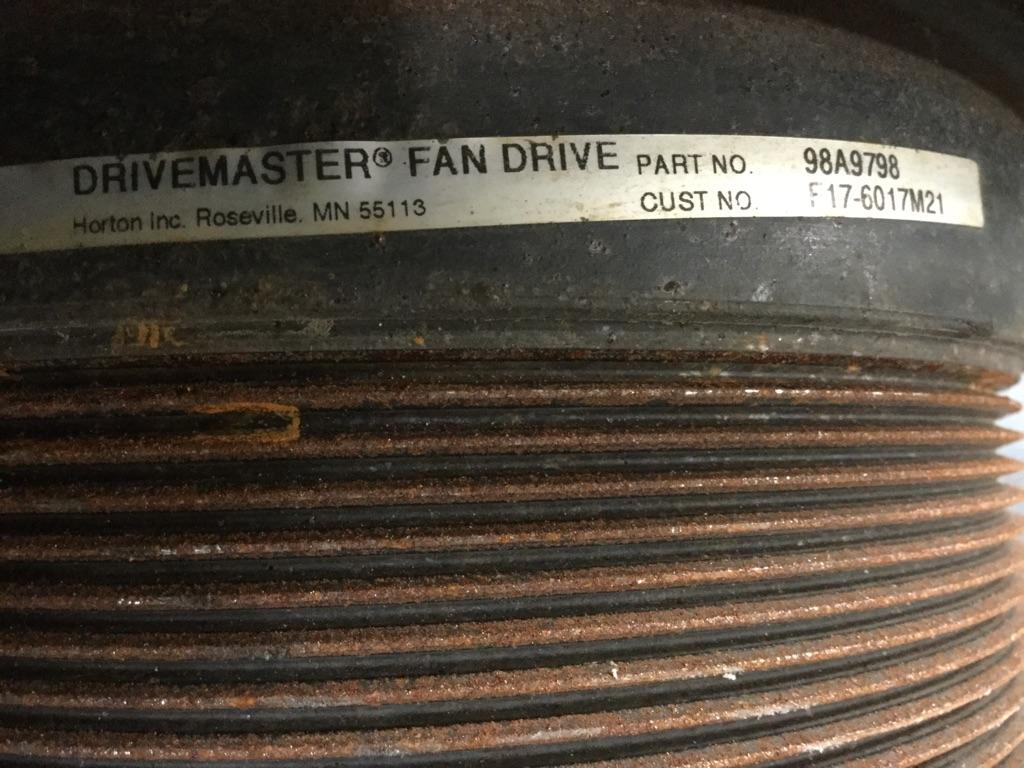 DRIVEMASTER® FAN DRIVE
Horton Inc. Roseville, MN 55113
PART NO. 98A9798
CUST NO. F17-6017M21